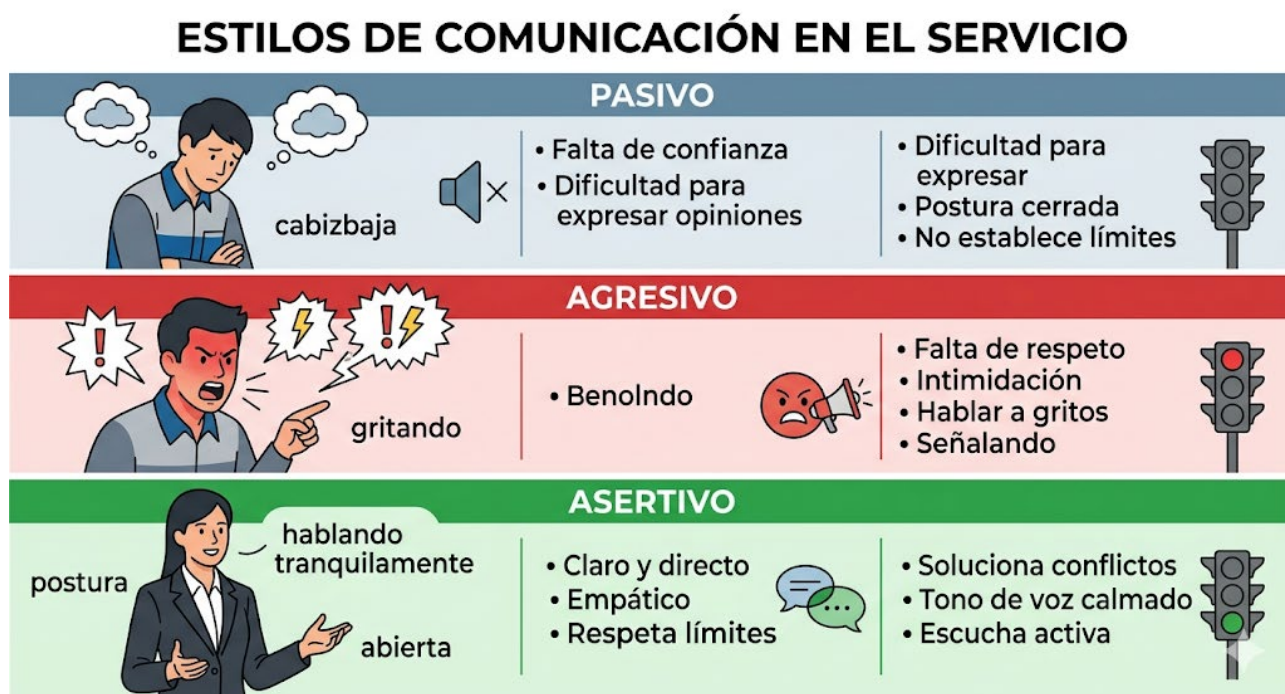 ESTILOS DE COMUNICACIÓN EN EL SERVICIO
PASIVO
cabizbaja
• Falta de confianza
• Dificultad para
expresar opiniones
• Dificultad para
expresar
• Postura cerrada
• No establece límites
AGRESIVO
gritando
• Benolndo
• Falta de respeto
• Intimidación
• Hablar a gritos
• Señalando
ASERTIVO
hablando
tranquilamente
postura
abierta
• Claro y directo
• Empático
• Respeta límites
• Soluciona conflictos
• Tono de voz calmado
• Escucha activa